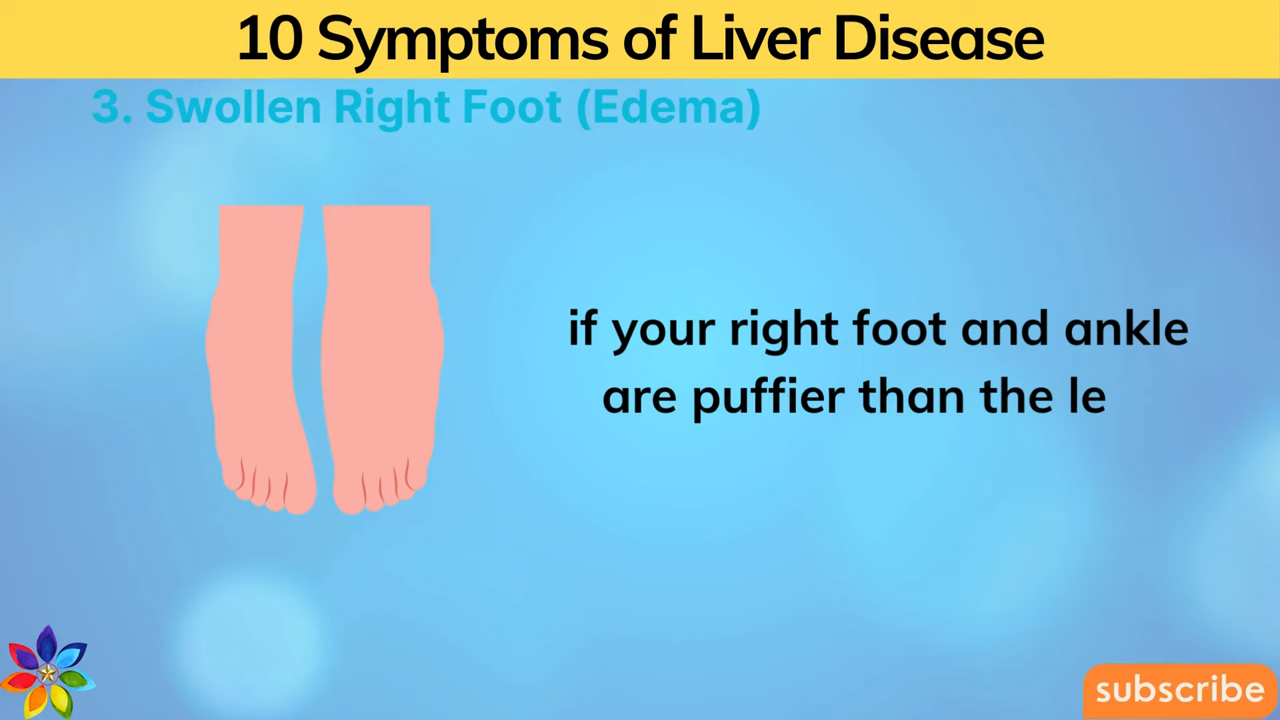 10 Symptoms of Liver Disease
3. Swollen Right Foot (Edema)
if your right foot and ankle
are puffier than the le
subscribe